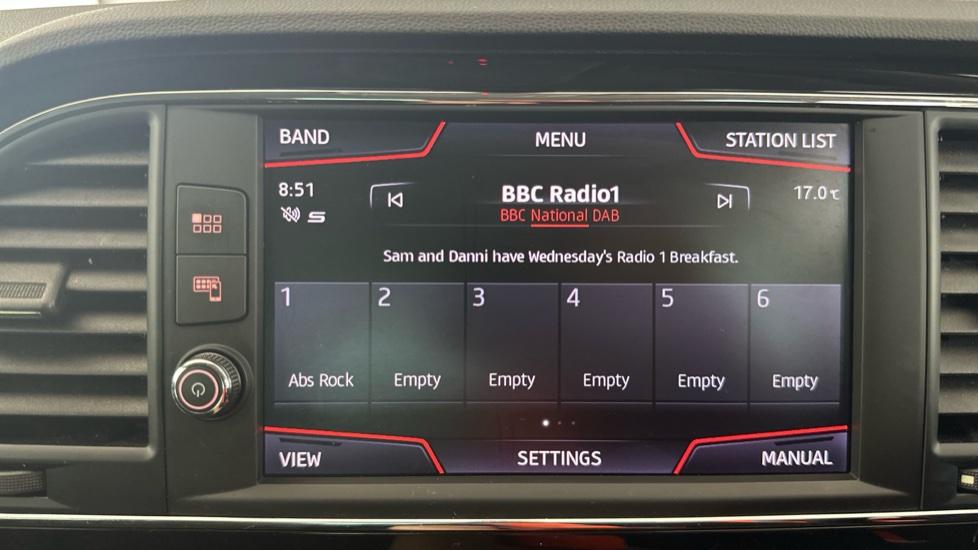 BAND MENU STATION LIST
8:51 BBC Radio1 17.0℃
BBC National DAB
Sam and Danni have Wednesday's Radio 1 Breakfast.
1 2 3 4 5 6
Abs Rock Empty Empty Empty Empty Empty
VIEW SETTINGS MANUAL